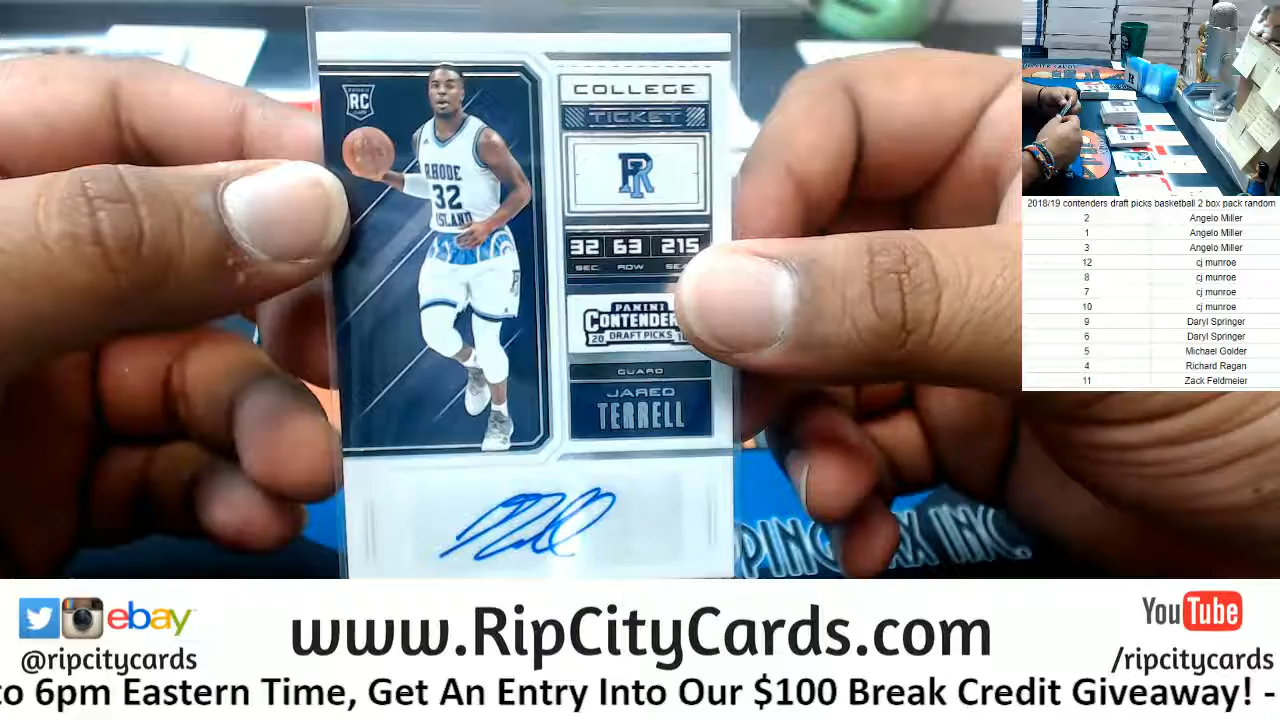 RC
RHODE
32
ISLAND
COLLEGE
TICKET
R
32 63 215
SEC. ROW
PANINI
CONTENDER
DRAFT PICKS
20
GUARD
JARED
TERRELL
2018/19 contenders draft picks basketball 2 box pack random
2 Angelo Miller
1 Angelo Miller
3 Angelo Miller
12 cj munroe
8 cj munroe
7 cj munroe
10 cj munroe
9 Daryl Springer
6 Daryl Springer
5 Michael Golder
4 Richard Ragan
11 Zack Feldmeier
INC.
ebay
@ripcitycards
www.RipCityCards.com
YouTube
/ripcitycards
to 6pm Eastern Time, Get An Entry Into Our $100 Break Credit Giveaway! -